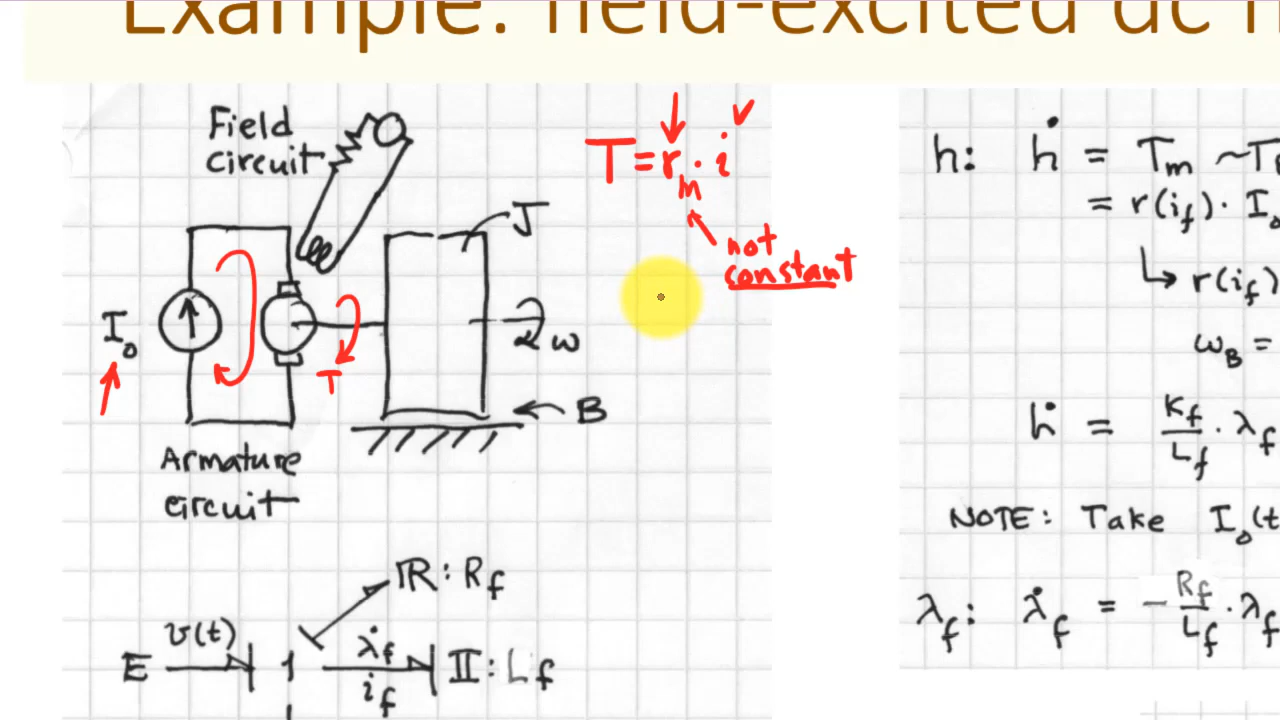 Example: field-excited dc
Field
circuit
T = r_m · i
not
constant
J
I_o
T
ω
B
Armature
circuit
ℝ : R_f
E v(t) 1 λ̇_f i_f 𝕀 : L_f
h: ḣ = T_m ~T
= r(i_f) · I_o
↳ r(i_f)
ω_B =
ḣ = K_f/L_f · λ_f
NOTE: Take I_o(t
λ_f: λ̇_f = - R_f/L_f · λ_f